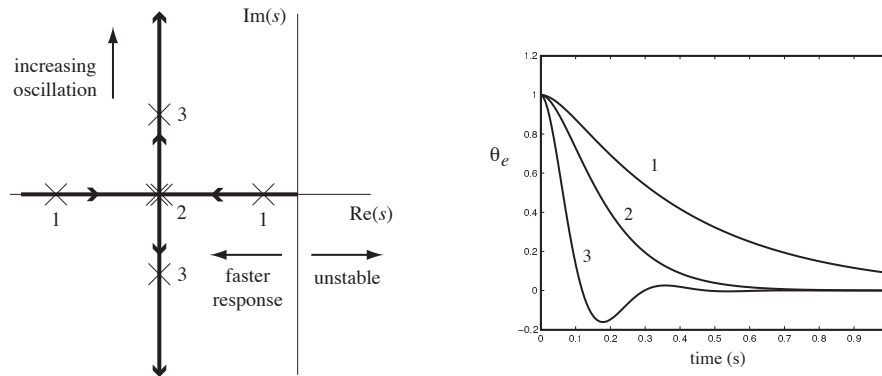 Im(s)
increasing
oscillation
3
1
2
1
Re(s)
3
faster
response
unstable
1.2
1
0.8
0.6
0.4
0.2
0
−0.2
θe
1
2
3
0 0.1 0.2 0.3 0.4 0.5 0.6 0.7 0.8 0.9
time (s)